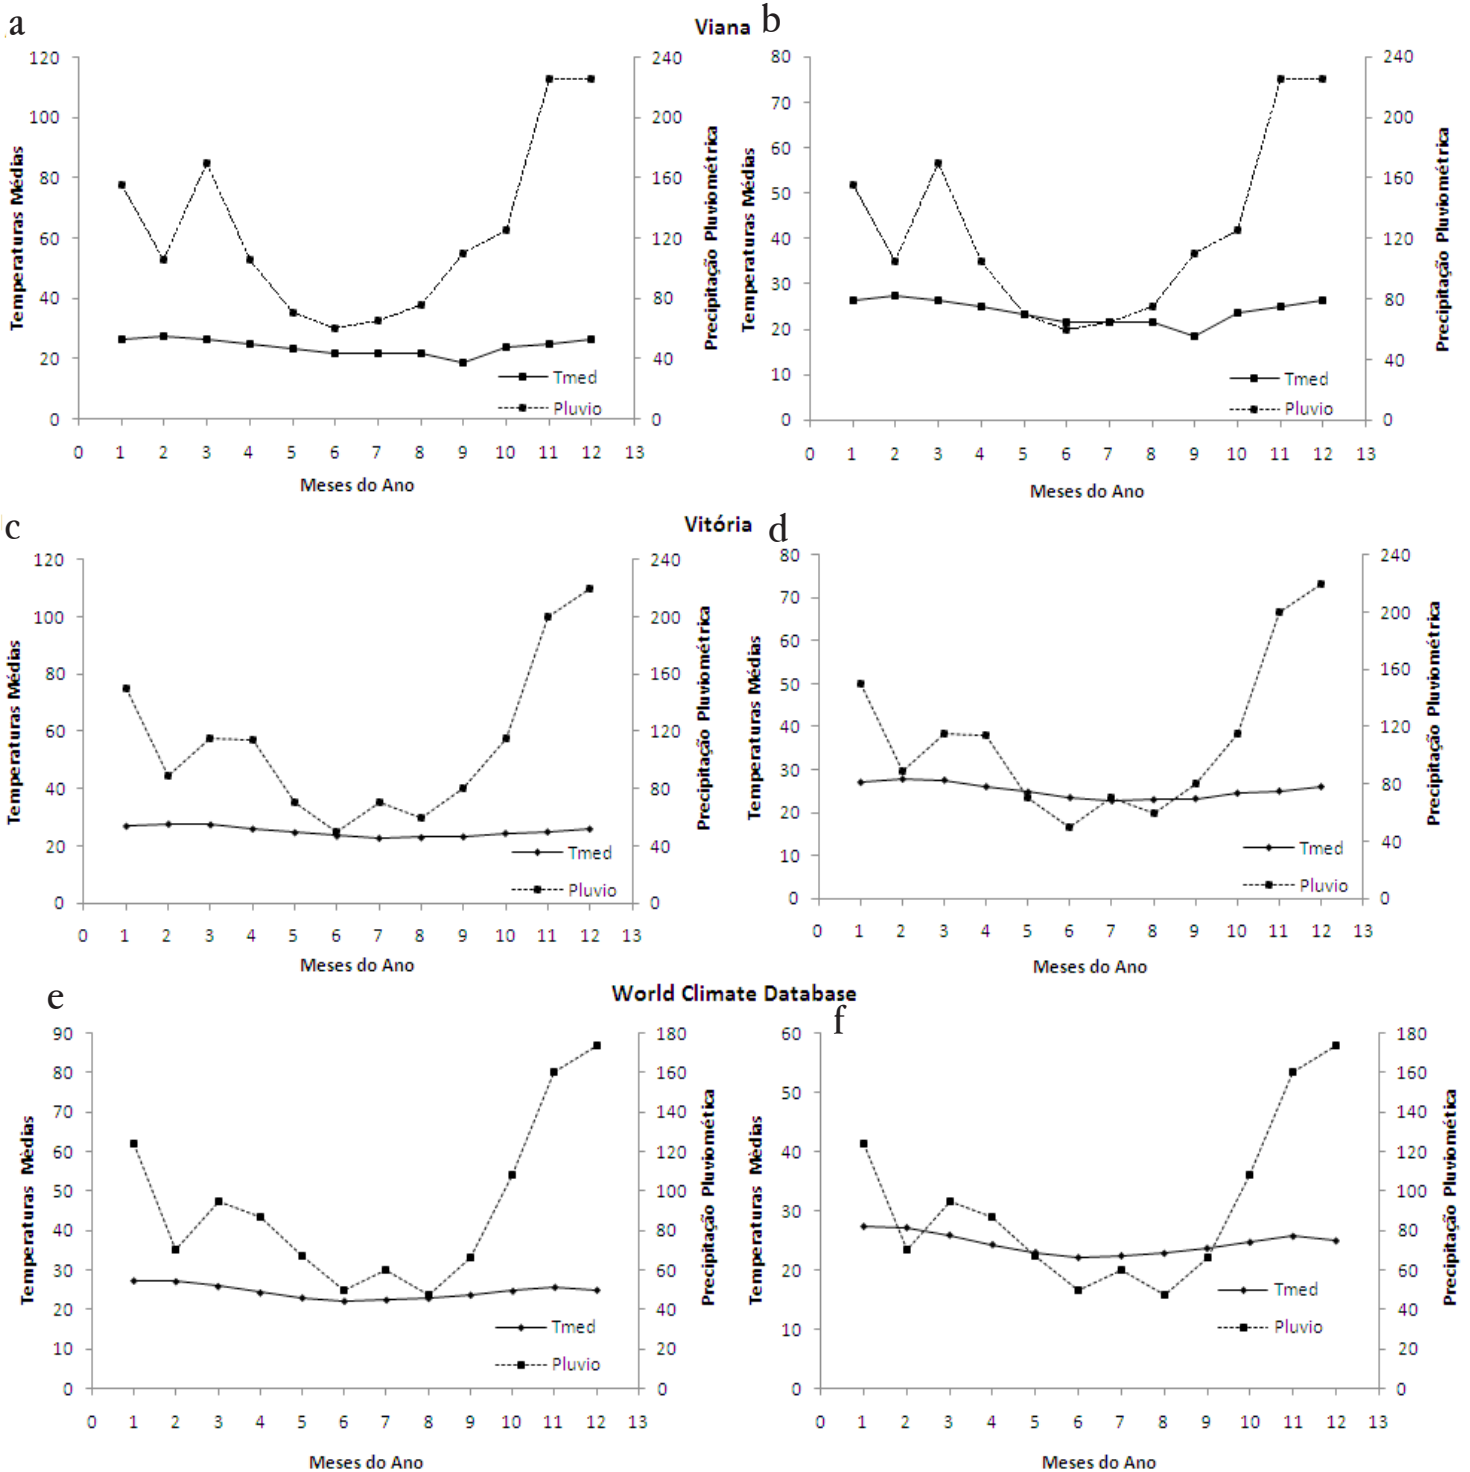 a
Viana
b
120
100
80
60
40
20
0
240
200
160
120
80
40
0
Temperaturas Médias
Precipitação Pluviométrica
Tmed
Pluvio
0 1 2 3 4 5 6 7 8 9 10 11 12 13
Meses do Ano
80
70
60
50
40
30
20
10
0
240
200
160
120
80
40
0
Temperaturas Médias
Precipitação Pluviométrica
Tmed
Pluvio
0 1 2 3 4 5 6 7 8 9 10 11 12 13
Meses do Ano
c
Vitória
d
120
100
80
60
40
20
0
240
200
160
120
80
40
0
Temperaturas Médias
Precipitação Pluviométrica
Tmed
Pluvio
0 1 2 3 4 5 6 7 8 9 10 11 12 13
Meses do Ano
80
70
60
50
40
30
20
10
0
240
200
160
120
80
40
0
Temperaturas Médias
Precipitação Pluviométrica
Tmed
Pluvio
0 1 2 3 4 5 6 7 8 9 10 11 12 13
Meses do Ano
e
World Climate Database
f
90
80
70
60
50
40
30
20
10
0
180
160
140
120
100
80
60
40
20
0
Temperaturas Médias
Precipitação Pluviomética
Tmed
Pluvio
0 1 2 3 4 5 6 7 8 9 10 11 12 13
Meses do Ano
60
50
40
30
20
10
0
180
160
140
120
100
80
60
40
20
0
Temperaturas Médias
Precipitação Pluviométrica
Tmed
Pluvio
0 1 2 3 4 5 6 7 8 9 10 11 12 13
Meses do Ano